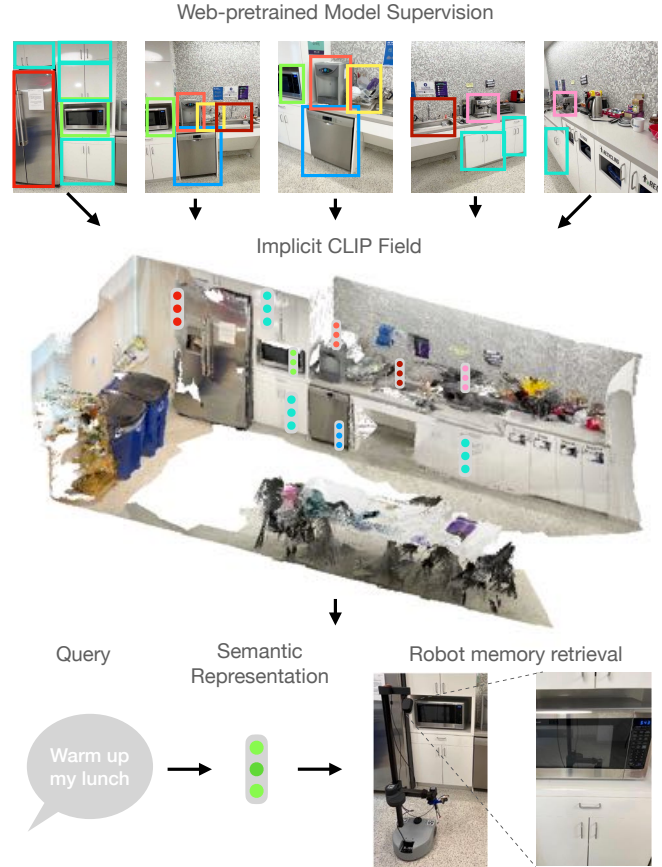 Web-pretrained Model Supervision
Implicit CLIP Field
Query
Semantic
Representation
Robot memory retrieval
Warm up
my lunch